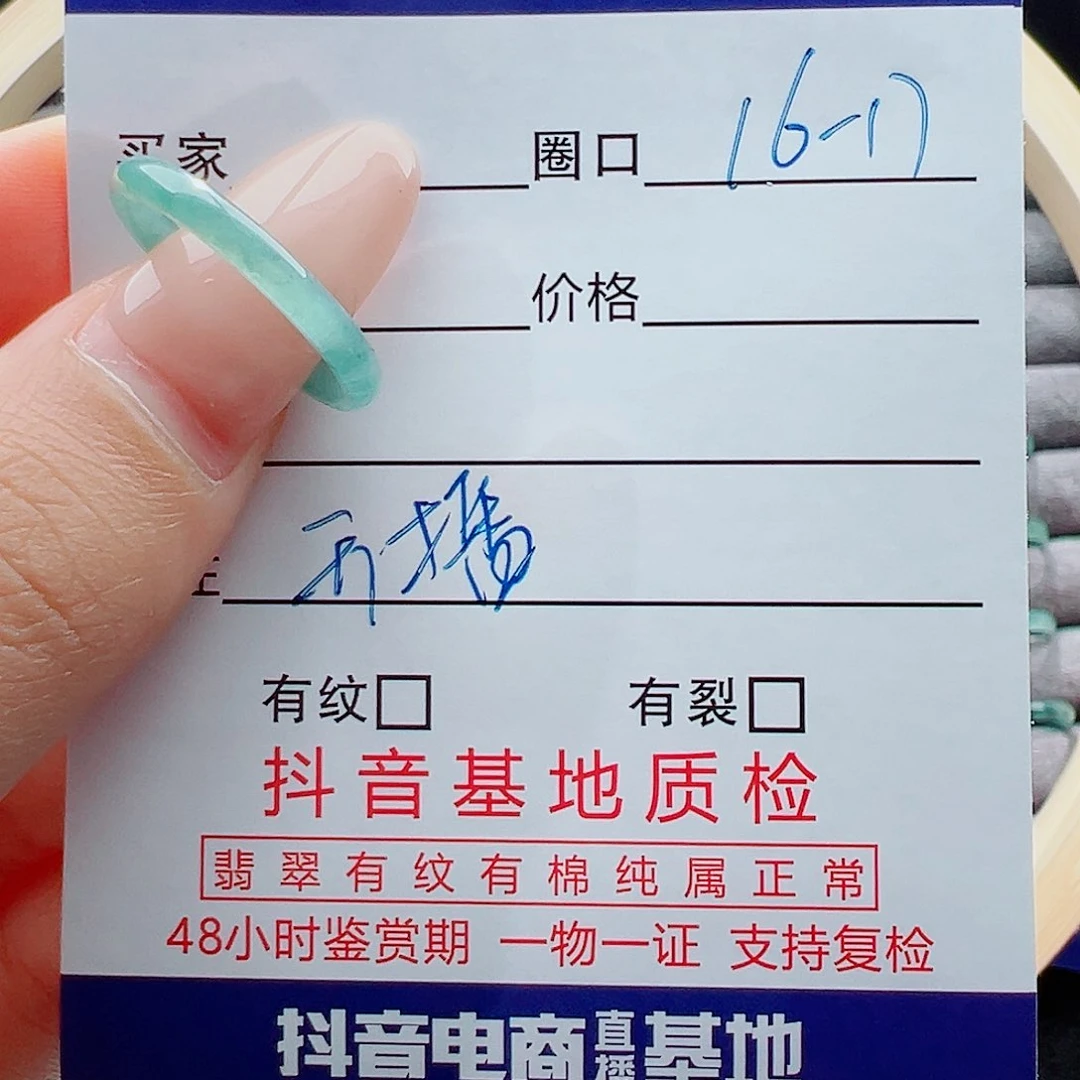 买家 圈口 16-17
价格
开播
有纹□ 有裂□
抖音基地质检
翡翠有纹有棉纯属正常
48小时鉴赏期 一物一证 支持复检
抖音电商直播基地